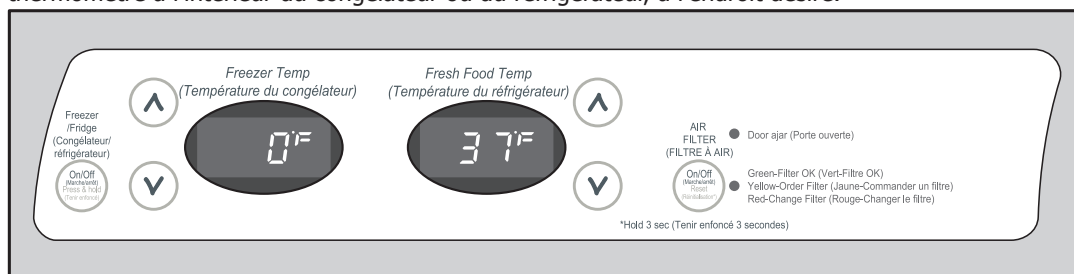 thermomètre à l'intérieur du congélateur ou du réfrigérateur, à l'endroit désiré.
Freezer
/Fridge
(Congélateur/
réfrigérateur)
On/Off
(Marche/arrêt)
Press & hold
(Tenir enfoncé)
Freezer Temp
(Température du congélateur)
0°F
Fresh Food Temp
(Température du réfrigérateur)
37°F
AIR
FILTER
(FILTRE À AIR)
On/Off
(Marche/arrêt)
Reset
(Réinitialisation*)
Door ajar (Porte ouverte)
Green-Filter OK (Vert-Filtre OK)
Yellow-Order Filter (Jaune-Commander un filtre)
Red-Change Filter (Rouge-Changer le filtre)
*Hold 3 sec (Tenir enfoncé 3 secondes)